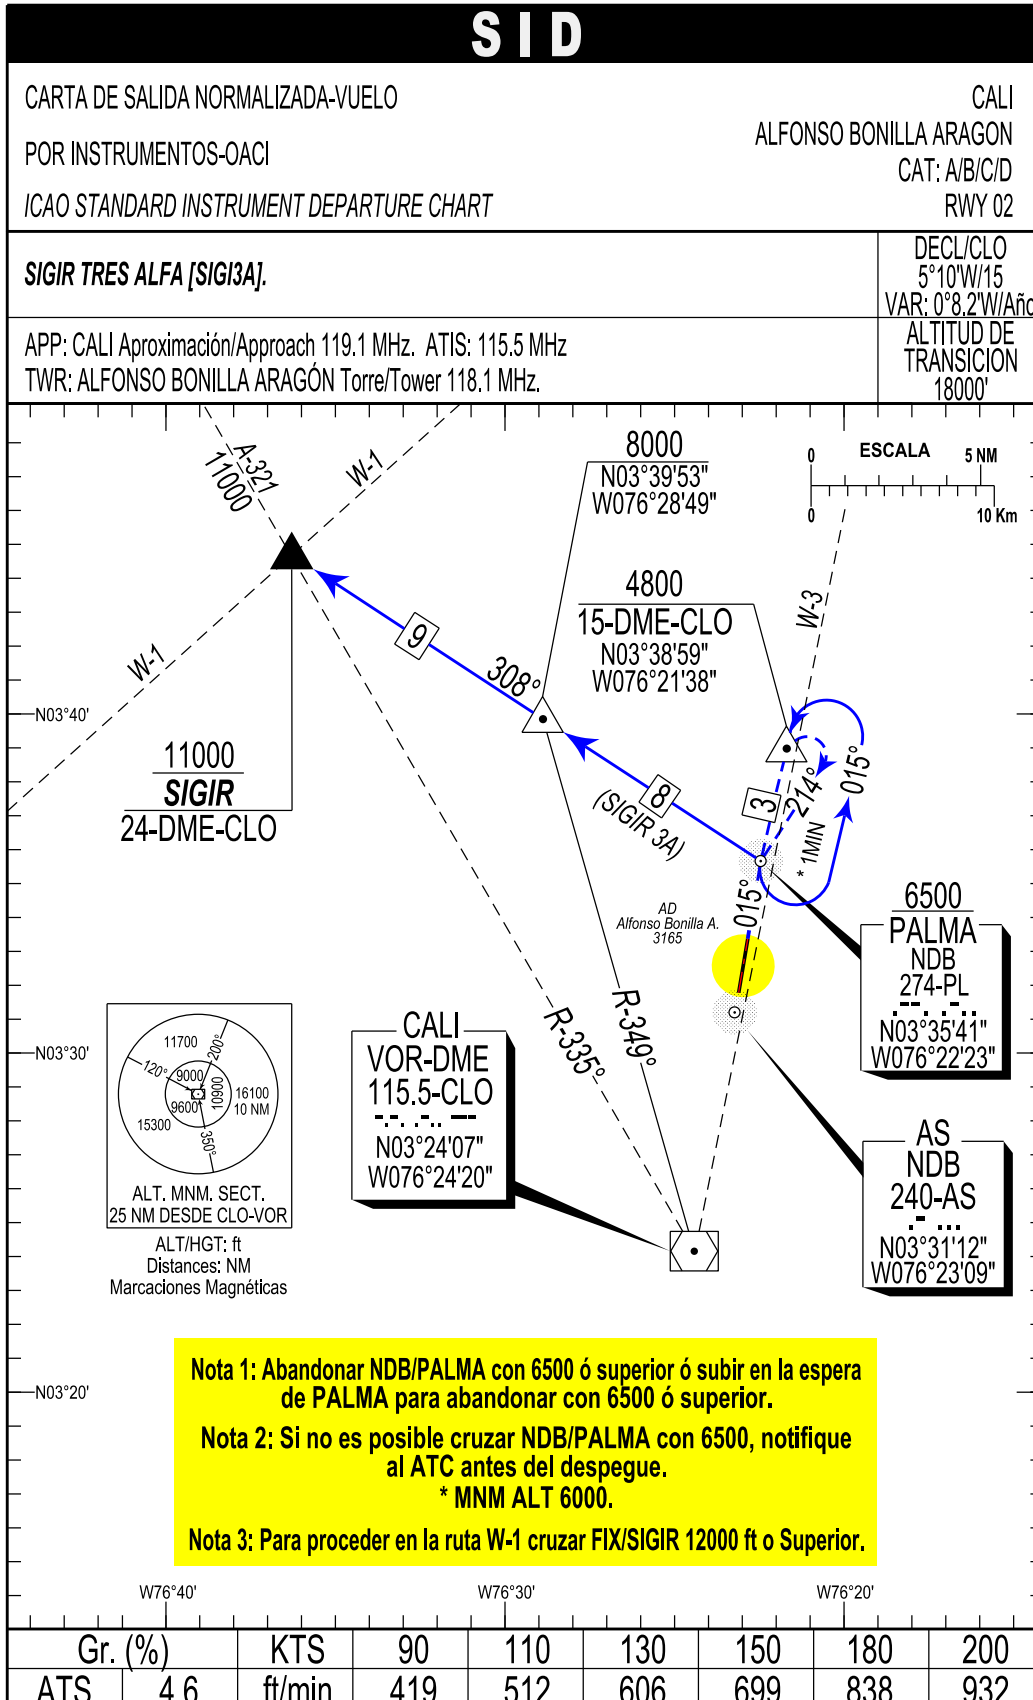 SID
CARTA DE SALIDA NORMALIZADA-VUELO
POR INSTRUMENTOS-OACI
ICAO STANDARD INSTRUMENT DEPARTURE CHART
CALI
ALFONSO BONILLA ARAGON
CAT: A/B/C/D
RWY 02
SIGIR TRES ALFA [SIGI3A].
DECL/CLO
5°10'W/15
VAR: 0°8.2'W/Año
APP: CALI Aproximación/Approach 119.1 MHz. ATIS: 115.5 MHz
TWR: ALFONSO BONILLA ARAGÓN Torre/Tower 118.1 MHz.
ALTITUD DE
TRANSICION
18000'
A-321
11000
W-1
8000
N03°39'53"
W076°28'49"
0 ESCALA 5 NM
0 10 Km
4800
15-DME-CLO
N03°38'59"
W076°21'38"
W-3
W-1
9
308°
N03°40'
11000
SIGIR
24-DME-CLO
8
(SIGIR 3A)
3
214°
015°
* 1MIN
015°
AD
Alfonso Bonilla A.
3165
6500
PALMA
NDB
274-PL
N03°35'41"
W076°22'23"
R-335°
R-349°
N03°30'
CALI
VOR-DME
115.5-CLO
N03°24'07"
W076°24'20"
AS
NDB
240-AS
N03°31'12"
W076°23'09"
11700
200°
120°
9000
10900
16100
10 NM
9600
15300
350°
ALT. MNM. SECT.
25 NM DESDE CLO-VOR
ALT/HGT: ft
Distances: NM
Marcaciones Magnéticas
Nota 1: Abandonar NDB/PALMA con 6500 ó superior ó subir en la espera
de PALMA para abandonar con 6500 ó superior.
N03°20'
Nota 2: Si no es posible cruzar NDB/PALMA con 6500, notifique
al ATC antes del despegue.
* MNM ALT 6000.
Nota 3: Para proceder en la ruta W-1 cruzar FIX/SIGIR 12000 ft o Superior.
W76°40' W76°30' W76°20'
Gr. (%) KTS 90 110 130 150 180 200
ATS 4.6 ft/min 419 512 606 699 838 932